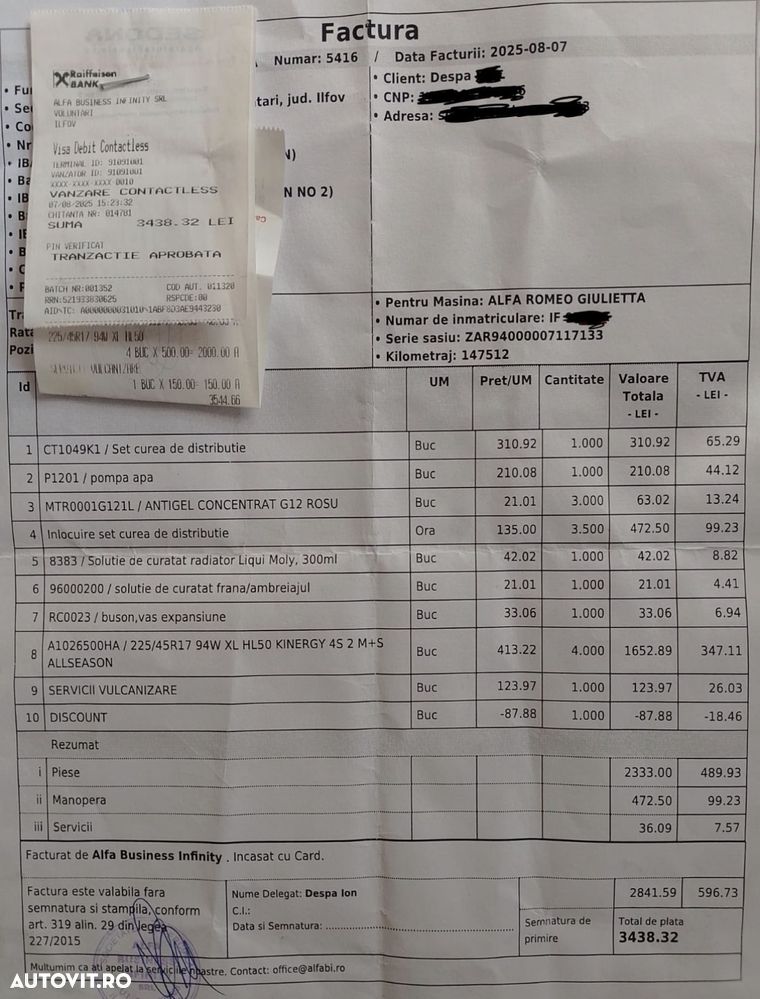 Factura
Numar: 5416 / Data Facturii: 2025-08-07
• Client: Despa
• CNP:
• Adresa:
tari, jud. Ilfov
N NO 2)
Raiffeisen
BANK
ALFA BUSINESS INFINITY SRL
VOLUNTARI
ILFOV
Visa Debit Contactless
TERMINAL ID: 91091001
VANZATOR ID: 91091001
XXXX-XXXX-XXXX 0010
VANZARE CONTACTLESS
07/08/2025 15:23:32
CHITANTA NR: 014781
SUMA 3438.32 LEI
PIN VERIFICAT
TRANZACTIE APROBATA
BATCH NR:001352 COD AUT. 011320
RRN:521933830625 RSPCDE:00
225/45R17 94W XL HL50
4 BUC X 500.00= 2000.00 A
VULCANIZARE
1 BUC X 150.00= 150.00 A
3544.66
• Pentru Masina: ALFA ROMEO GIULIETTA
• Numar de inmatriculare: IF
• Serie sasiu: ZAR94000007117133
• Kilometraj: 147512
Id UM Pret/UM Cantitate Valoare Totala - LEI - TVA - LEI -
1 CT1049K1 / Set curea de distributie Buc 310.92 1.000 310.92 65.29
2 P1201 / pompa apa Buc 210.08 1.000 210.08 44.12
3 MTR0001G121L / ANTIGEL CONCENTRAT G12 ROSU Buc 21.01 3.000 63.02 13.24
4 Inlocuire set curea de distributie Ora 135.00 3.500 472.50 99.23
5 8383 / Solutie de curatat radiator Liqui Moly, 300ml Buc 42.02 1.000 42.02 8.82
6 96000200 / solutie de curatat frana/ambreiajul Buc 21.01 1.000 21.01 4.41
7 RC0023 / buson,vas expansiune Buc 33.06 1.000 33.06 6.94
8 A1026500HA / 225/45R17 94W XL HL50 KINERGY 4S 2 M+S
ALLSEASON Buc 413.22 4.000 1652.89 347.11
9 SERVICII VULCANIZARE Buc 123.97 1.000 123.97 26.03
10 DISCOUNT Buc -87.88 1.000 -87.88 -18.46
Rezumat
i Piese 2333.00 489.93
ii Manopera 472.50 99.23
iii Servicii 36.09 7.57
Facturat de Alfa Business Infinity . Incasat cu Card.
Factura este valabila fara
semnatura si stampila, conform
art. 319 alin. 29 din legea
227/2015
Nume Delegat: Despa Ion
C.I.:
Data si Semnatura:
2841.59 596.73
Semnatura de
primire
Total de plata
3438.32
Multumim ca ati apelat la serviciile noastre. Contact: office@alfabi.ro
AUTOVIT.RO